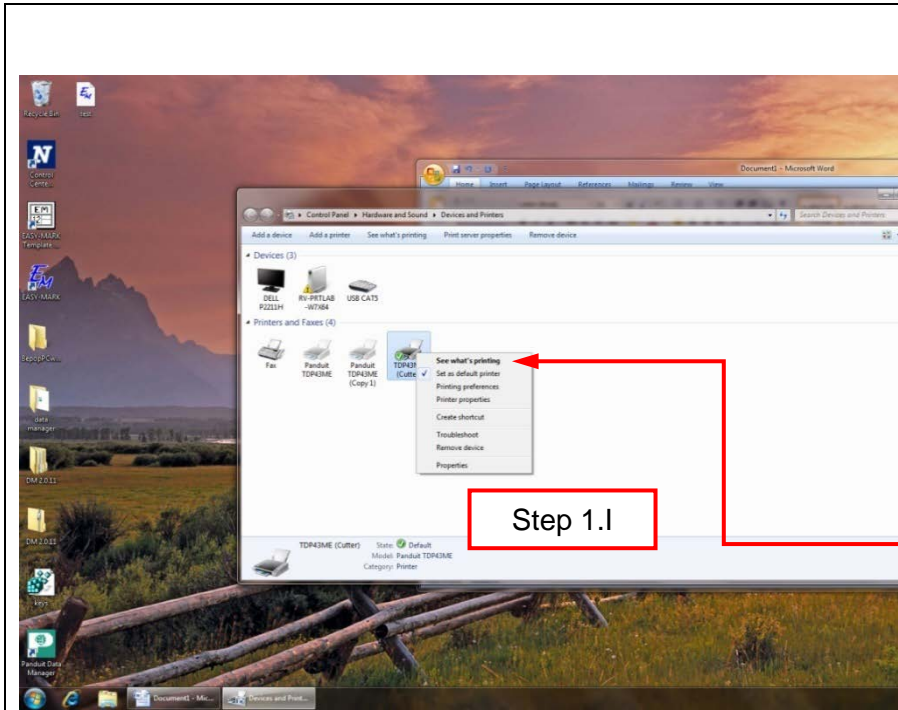 Recycle Bin
test
Control
Cente...
EASY-MARK
Template ...
EASY-MARK
data
manager
DM 2.0.11
DM 2.0.11
keys
Panduit Data
Manager
Document1 - Microsoft Word
Home Insert Page Layout References Mailings Review View
Control Panel Hardware and Sound Devices and Printers
Search Devices and Printers
Add a device Add a printer See what's printing Print server properties Remove device
Devices (3)
DELL
P2211H
RV-PRTLAB
-W7X64
USB CAT5
Printers and Faxes (4)
Fax
Panduit
TDP43ME
Panduit
TDP43ME
(Copy 1)
See what's printing
Set as default printer
Printing preferences
Printer properties
Create shortcut
Troubleshoot
Remove device
Properties
Step 1.I
TDP43ME (Cutter) State: Default
Model: Panduit TDP43ME
Category: Printer
Document1 - Mic...
Devices and Print...